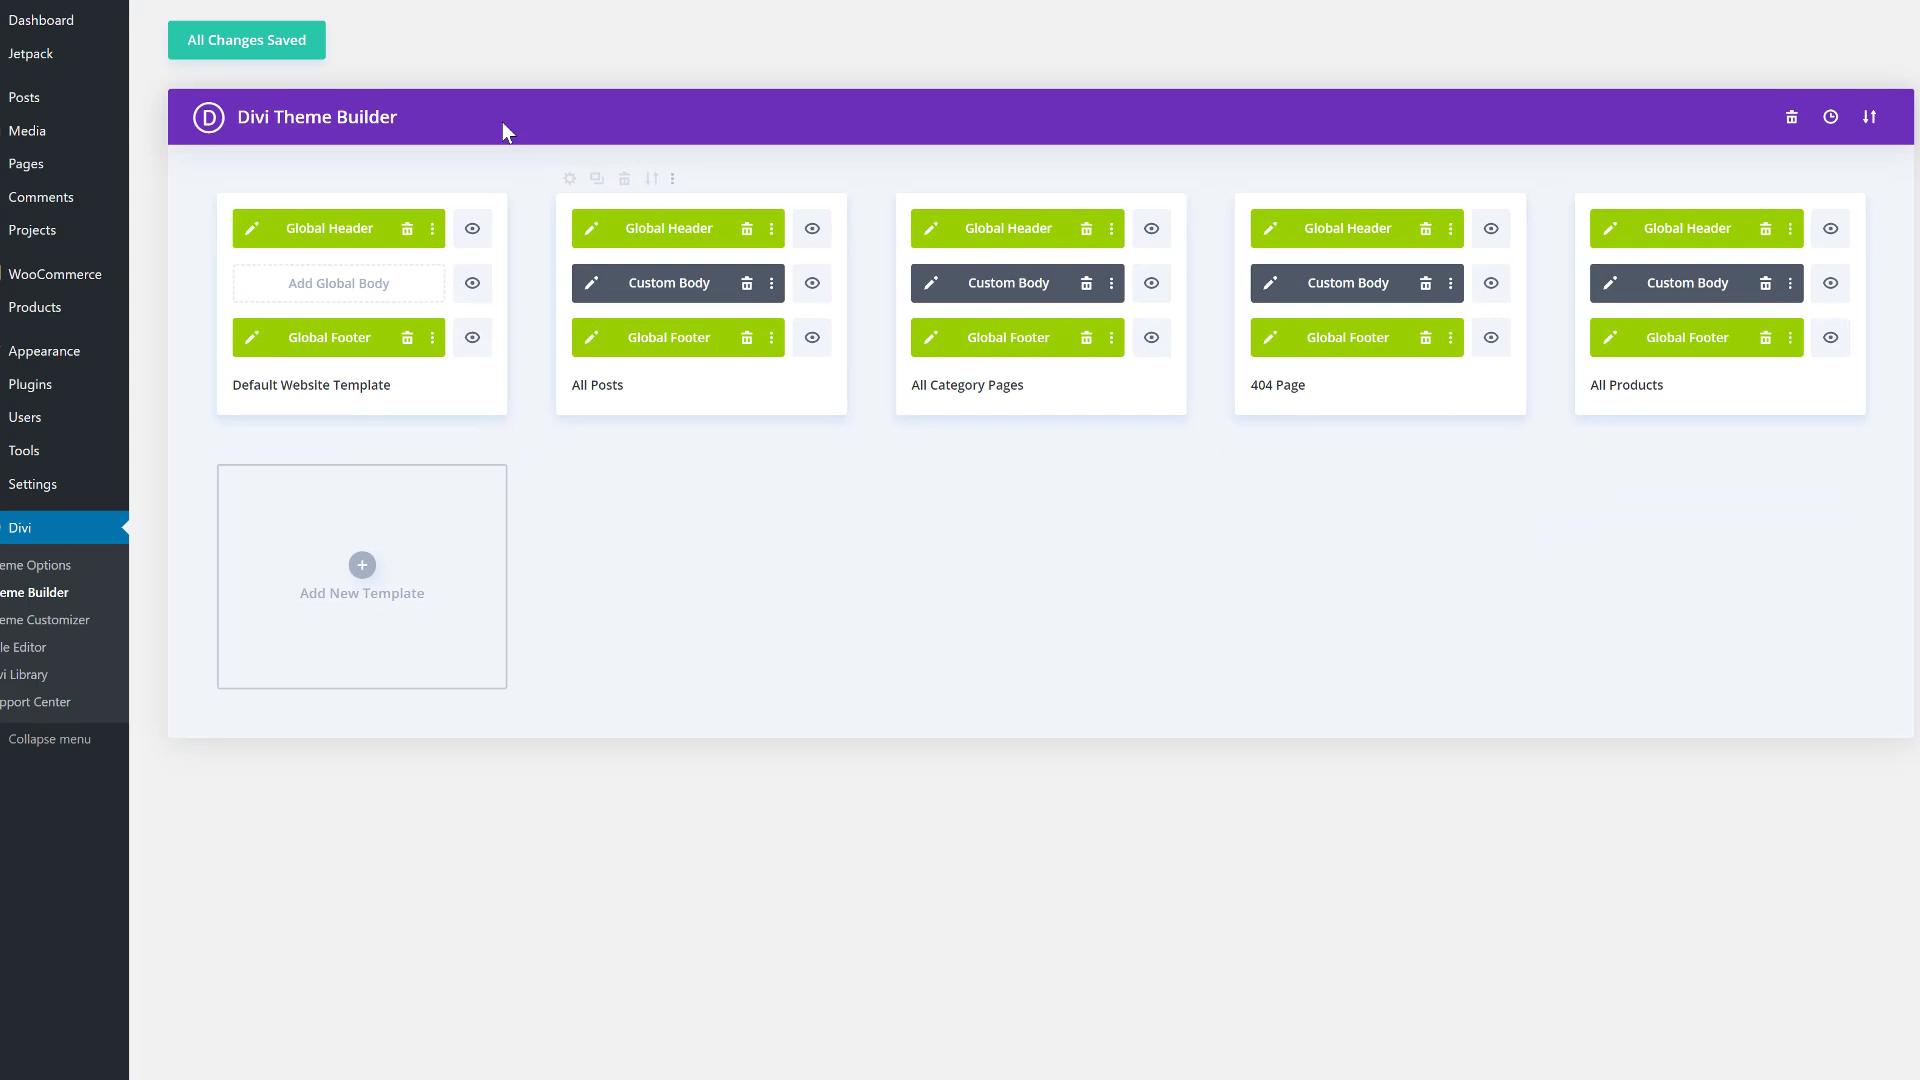 Dashboard
Jetpack
Posts
Media
Pages
Comments
Projects
WooCommerce
Products
Appearance
Plugins
Users
Tools
Settings
Divi
eme Options
eme Builder
eme Customizer
le Editor
vi Library
pport Center
Collapse menu
All Changes Saved
D Divi Theme Builder
Global Header
Add Global Body
Global Footer
Default Website Template
Global Header
Custom Body
Global Footer
All Posts
Global Header
Custom Body
Global Footer
All Category Pages
Global Header
Custom Body
Global Footer
404 Page
Global Header
Custom Body
Global Footer
All Products
Add New Template